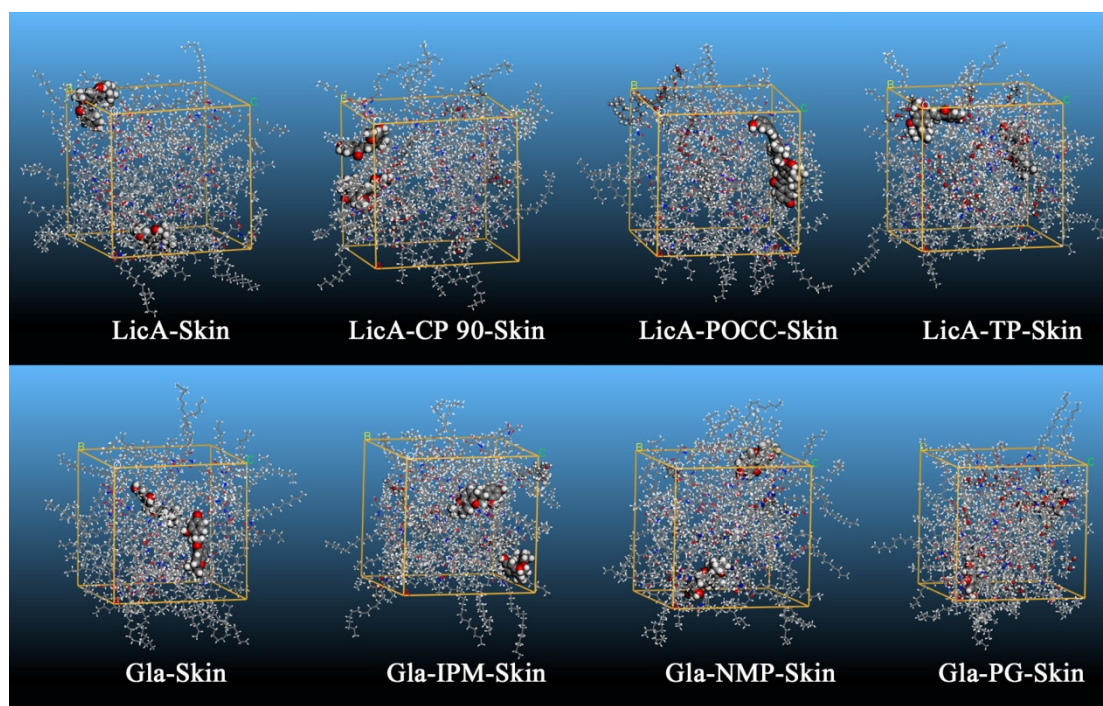 B
C
LicA-Skin
LicA-CP 90-Skin
LicA-POCC-Skin
B
LicA-TP-Skin
B
Gla-Skin
B
Gla-IPM-Skin
B
Gla-NMP-Skin
Gla-PG-Skin